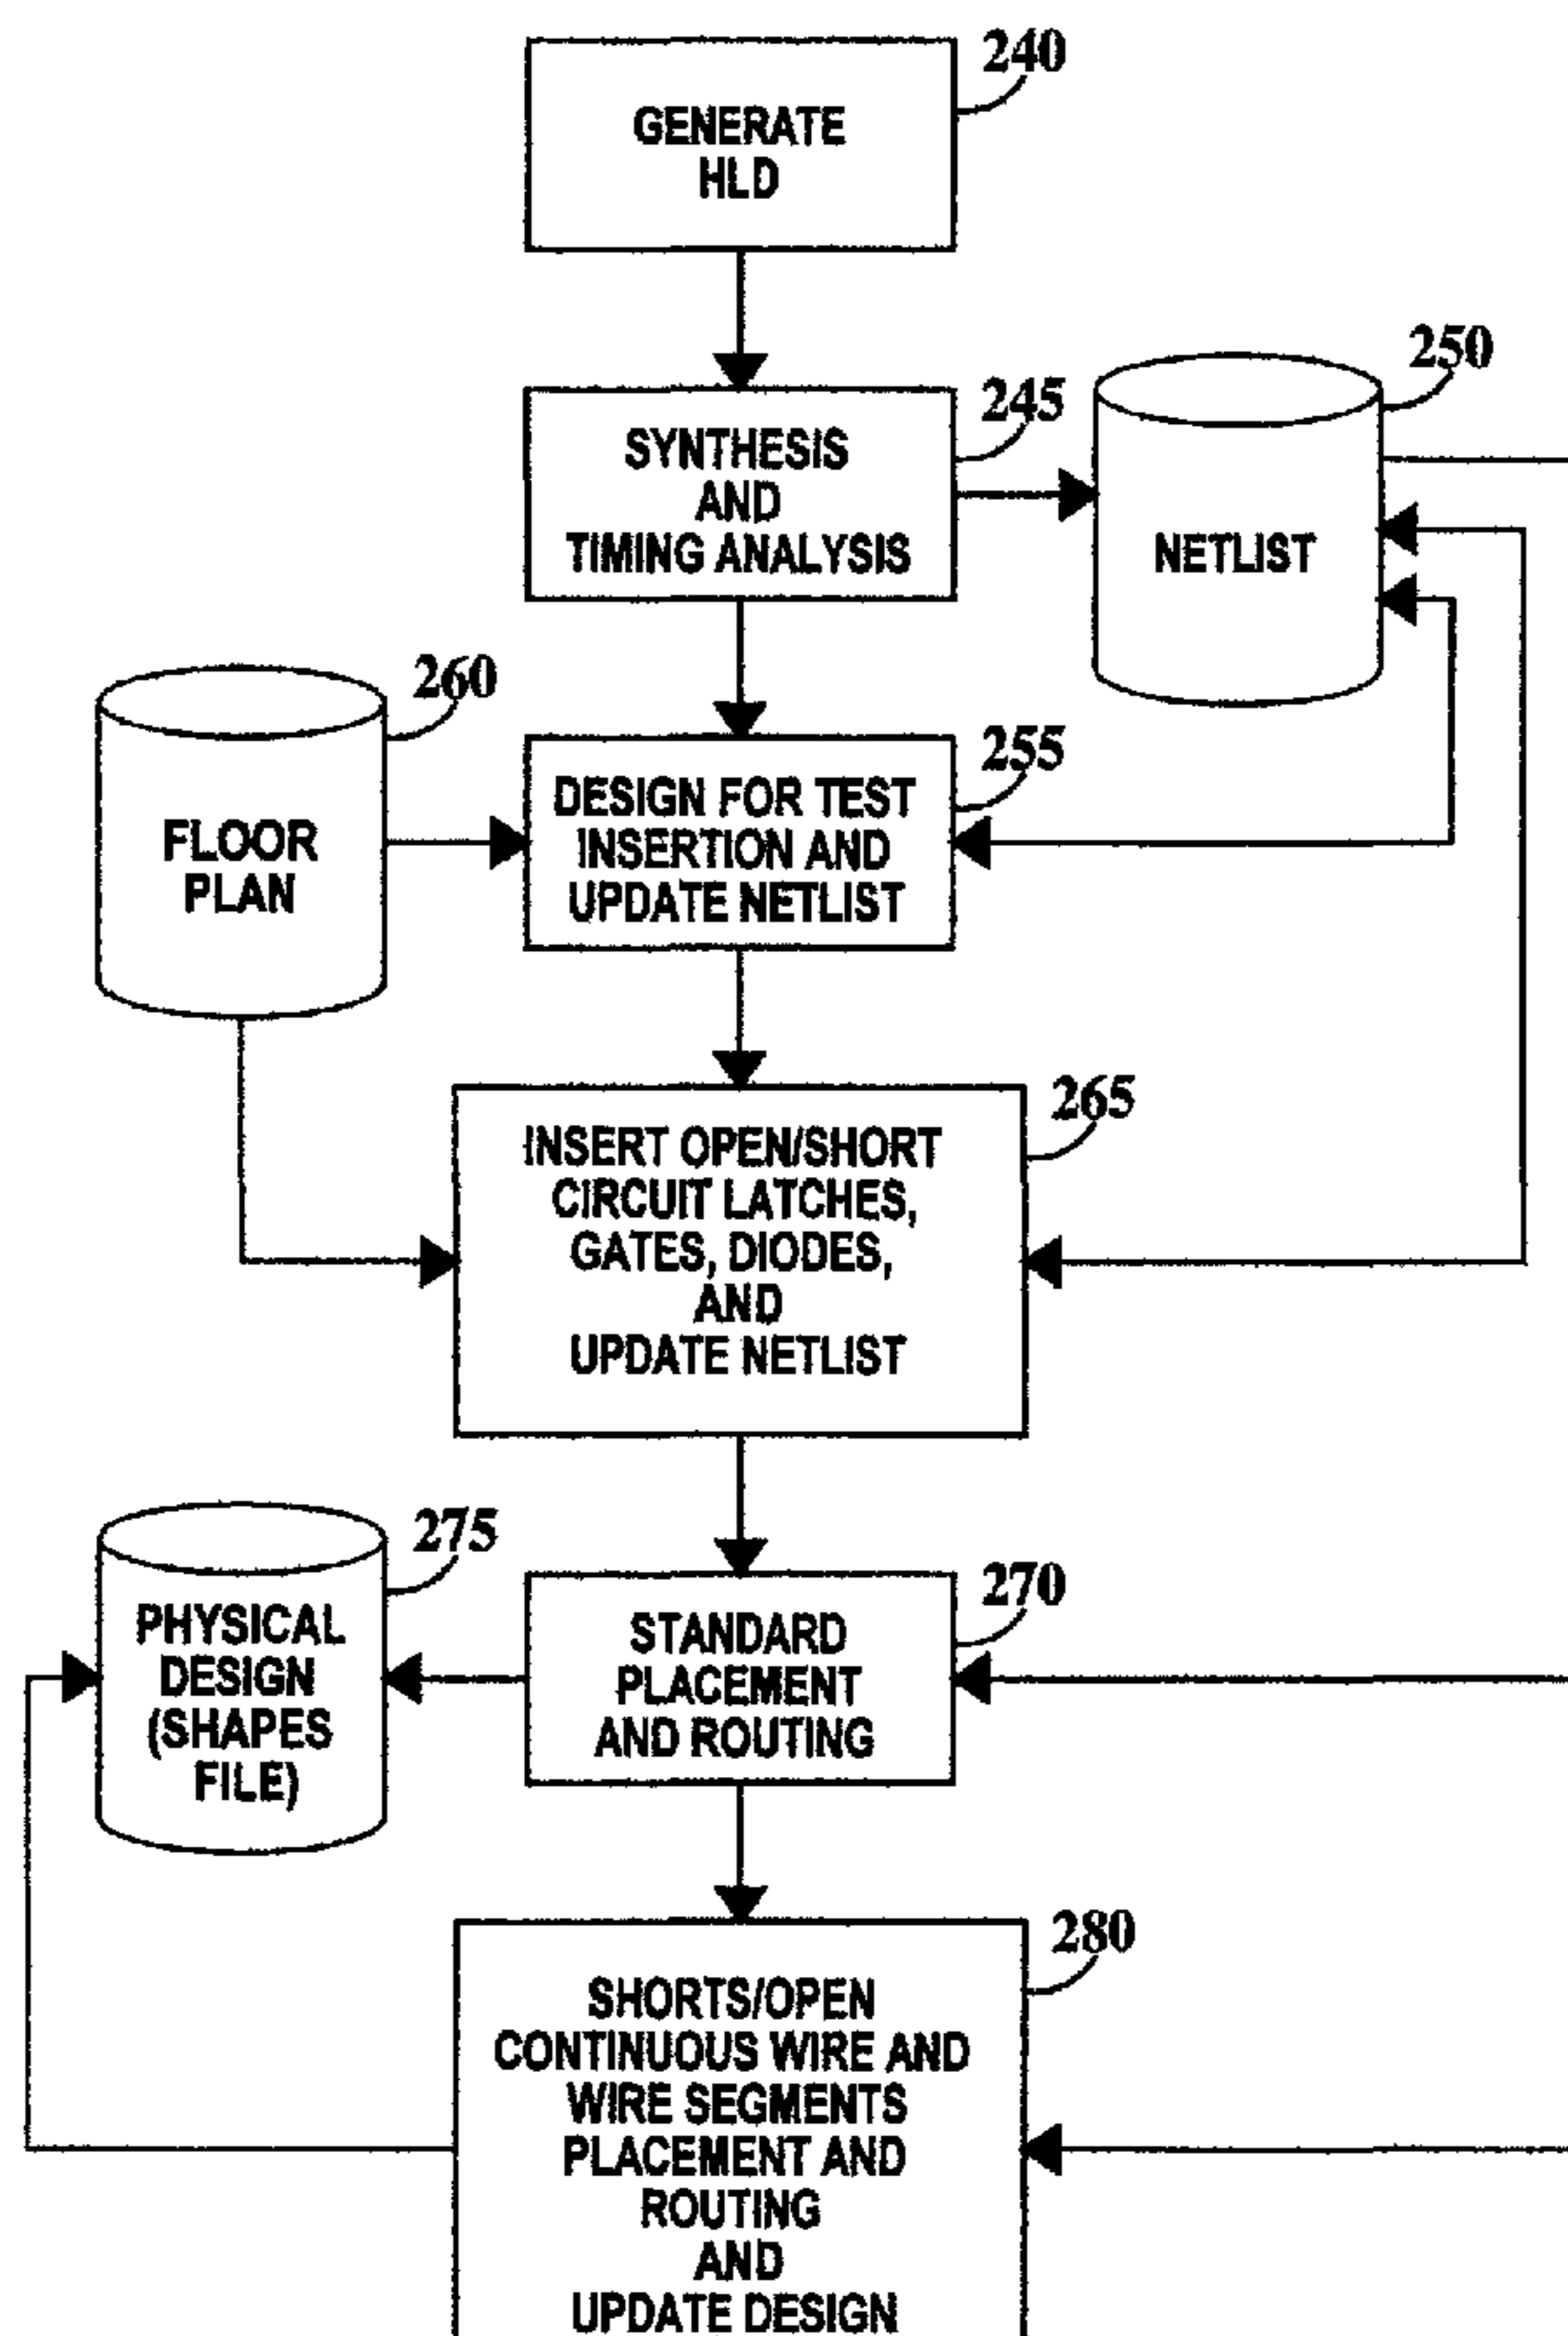 240
GENERATE
HLD
250
245
SYNTHESIS
AND
TIMING ANALYSIS
NETLIST
260
255
FLOOR
PLAN
DESIGN FOR TEST
INSERTION AND
UPDATE NETLIST
265
INSERT OPEN/SHORT
CIRCUIT LATCHES,
GATES, DIODES,
AND
UPDATE NETLIST
275
PHYSICAL
DESIGN
(SHAPES
FILE)
270
STANDARD
PLACEMENT
AND ROUTING
280
SHORTS/OPEN
CONTINUOUS WIRE AND
WIRE SEGMENTS
PLACEMENT AND
ROUTING
AND
UPDATE DESIGN